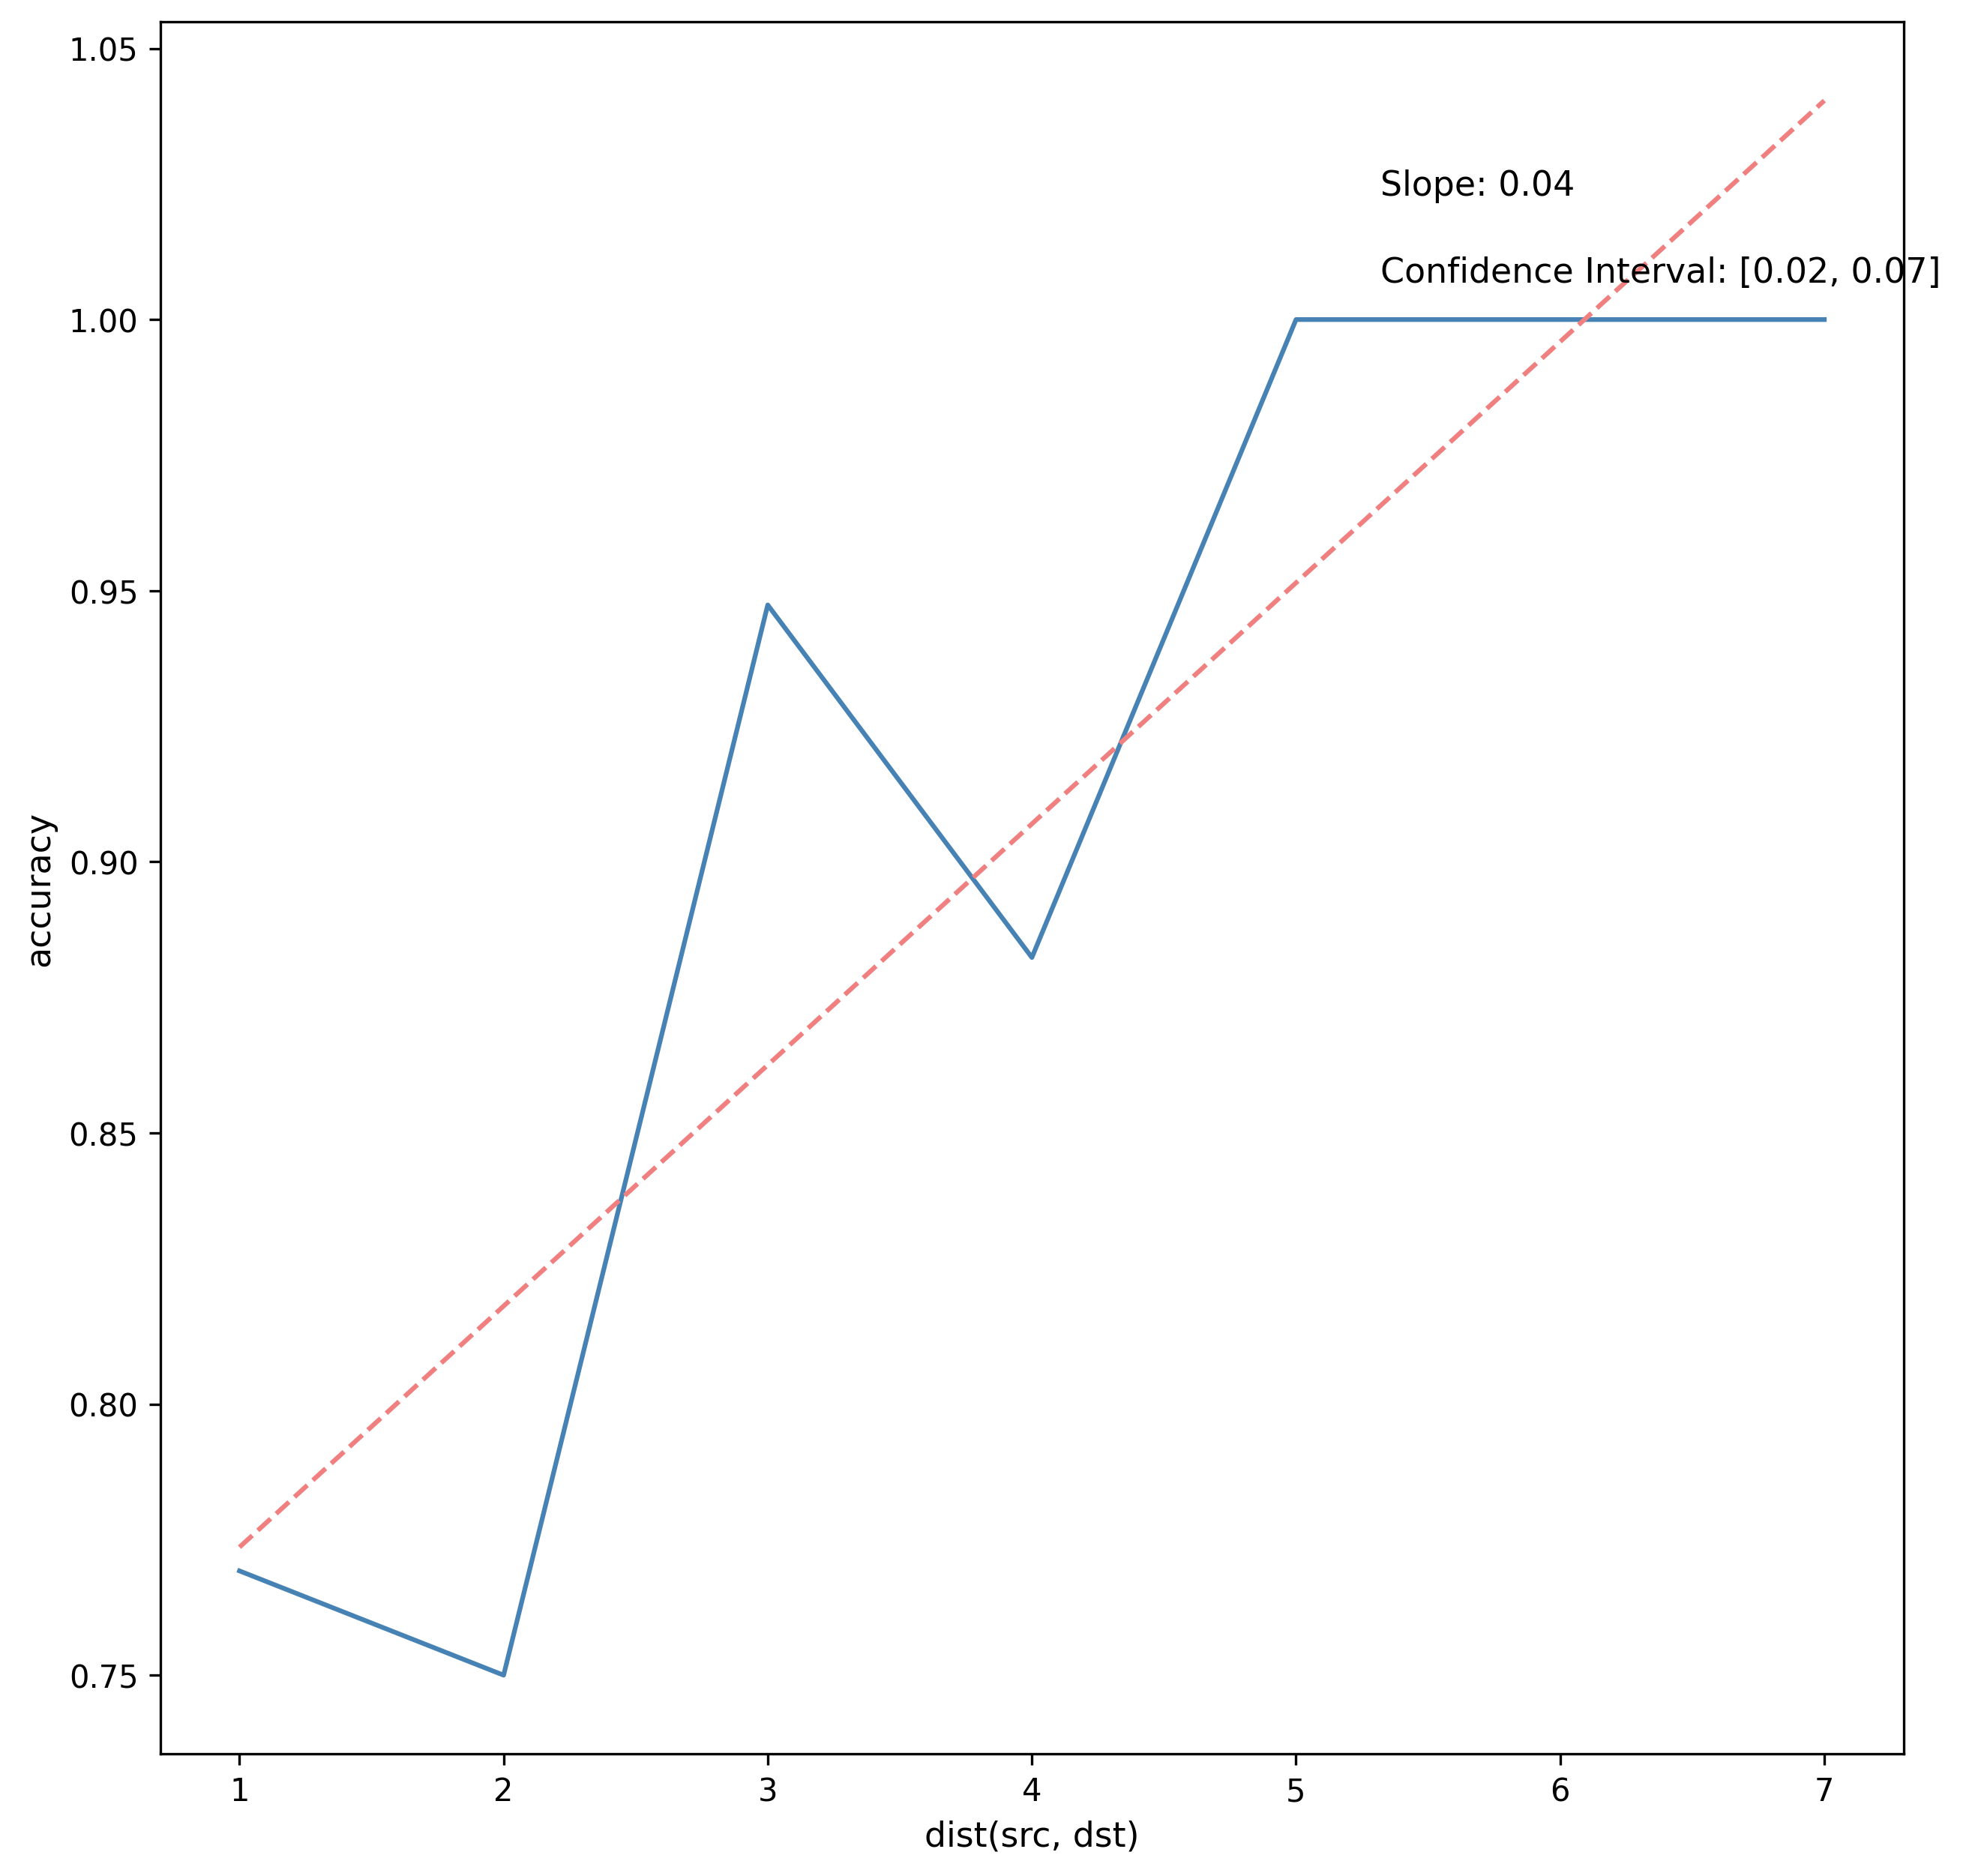 1.05
Slope: 0.04
Confidence Interval: [0.02, 0.07]
1.00
0.95
0.90
accuracy
0.85
0.80
0.75
1 2 3 4 5 6 7
dist(src, dst)